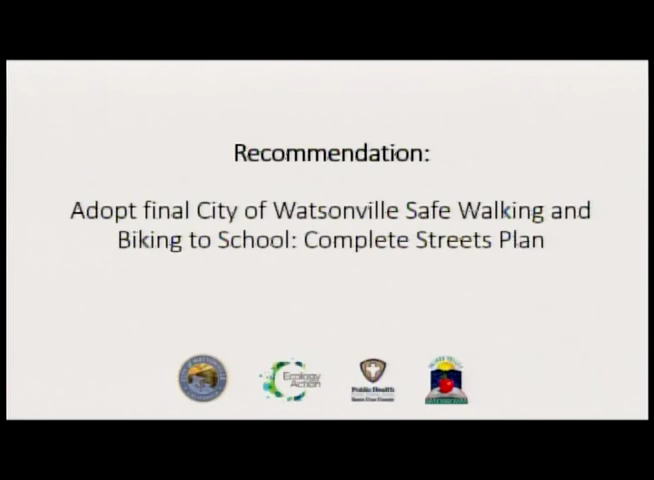 Recommendation:
Adopt final City of Watsonville Safe Walking and
Biking to School: Complete Streets Plan
Ecology
Action
Public Health